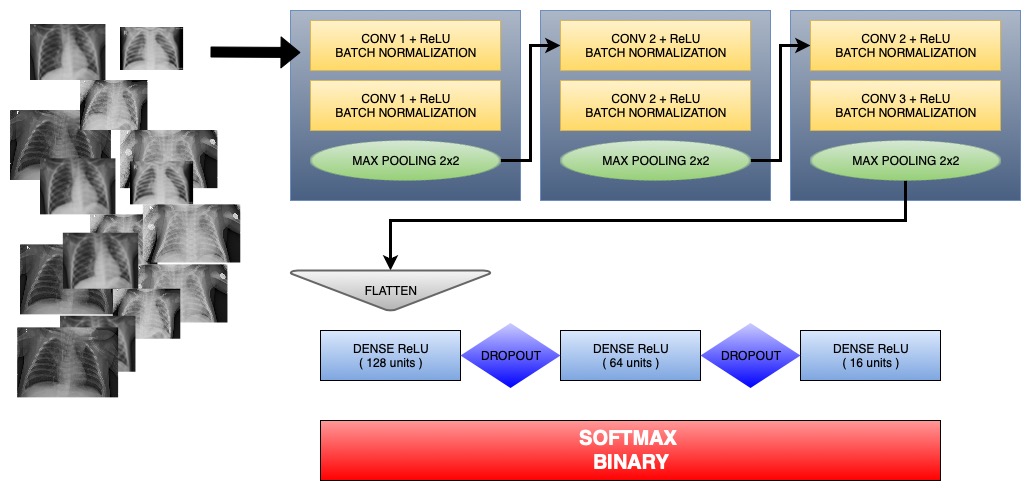 CONV 1 + ReLU
BATCH NORMALIZATION
CONV 1 + ReLU
BATCH NORMALIZATION
MAX POOLING 2x2
CONV 2 + ReLU
BATCH NORMALIZATION
CONV 2 + ReLU
BATCH NORMALIZATION
MAX POOLING 2x2
CONV 2 + ReLU
BATCH NORMALIZATION
CONV 3 + ReLU
BATCH NORMALIZATION
MAX POOLING 2x2
FLATTEN
DENSE ReLU
( 128 units )
DROPOUT
DENSE ReLU
( 64 units )
DROPOUT
DENSE ReLU
( 16 units )
SOFTMAX
BINARY